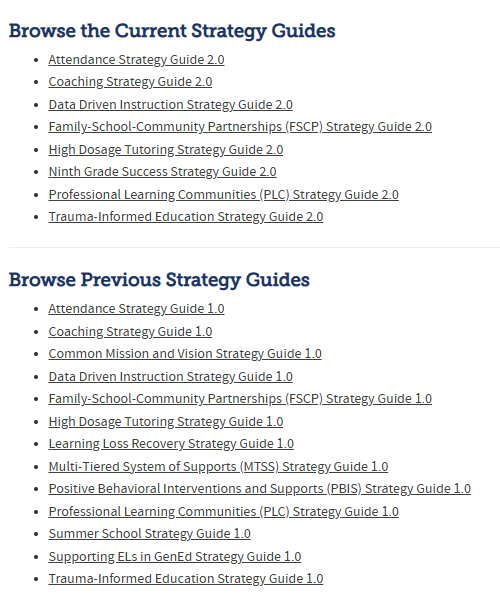 Browse the Current Strategy Guides
Attendance Strategy Guide 2.0
Coaching Strategy Guide 2.0
Data Driven Instruction Strategy Guide 2.0
Family-School-Community Partnerships (FSCP) Strategy Guide 2.0
High Dosage Tutoring Strategy Guide 2.0
Ninth Grade Success Strategy Guide 2.0
Professional Learning Communities (PLC) Strategy Guide 2.0
Trauma-Informed Education Strategy Guide 2.0
Browse Previous Strategy Guides
Attendance Strategy Guide 1.0
Coaching Strategy Guide 1.0
Common Mission and Vision Strategy Guide 1.0
Data Driven Instruction Strategy Guide 1.0
Family-School-Community Partnerships (FSCP) Strategy Guide 1.0
High Dosage Tutoring Strategy Guide 1.0
Learning Loss Recovery Strategy Guide 1.0
Multi-Tiered System of Supports (MTSS) Strategy Guide 1.0
Positive Behavioral Interventions and Supports (PBIS) Strategy Guide 1.0
Professional Learning Communities (PLC) Strategy Guide 1.0
Summer School Strategy Guide 1.0
Supporting ELs in GenEd Strategy Guide 1.0
Trauma-Informed Education Strategy Guide 1.0